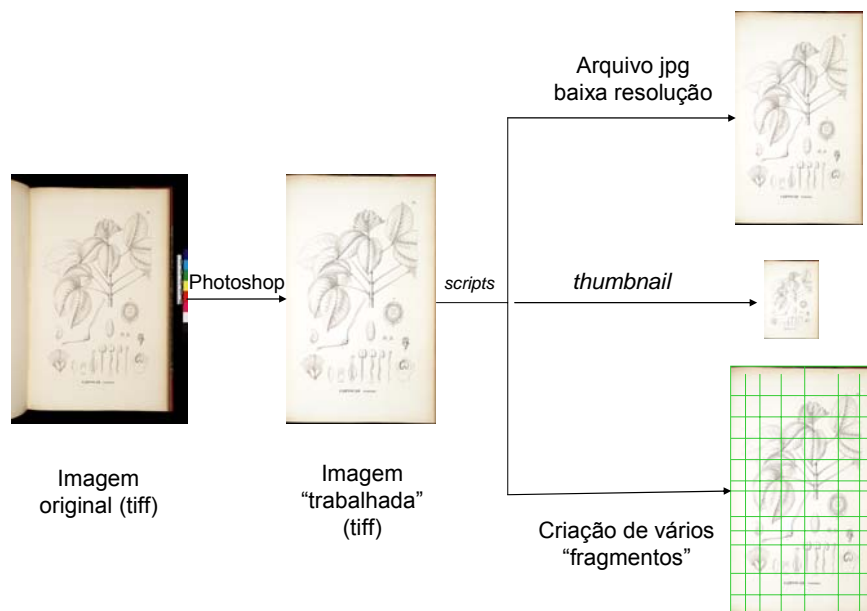 Arquivo jpg
baixa resolução
Photoshop
scripts
thumbnail
Imagem
original (tiff)
Imagem
“trabalhada”
(tiff)
Criação de vários
“fragmentos”